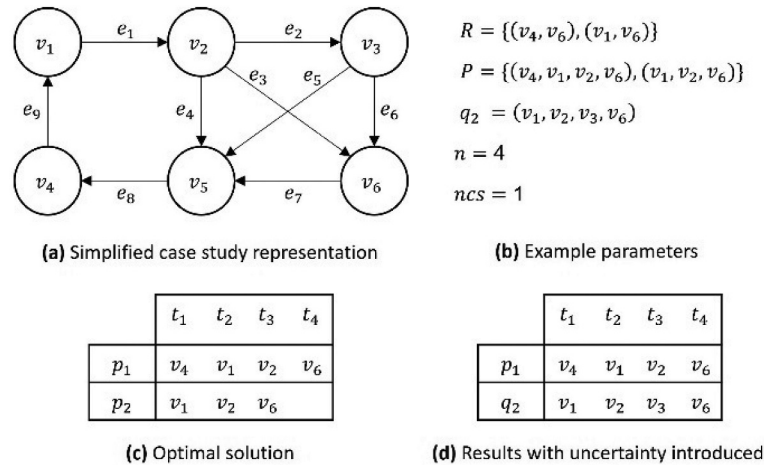 v₁ e₁ v₂ e₂ v₃
e₃ e₅
e₉ e₄ e₆
v₄ e₈ v₅ e₇ v₆
(a) Simplified case study representation
R = {(v₄, v₆), (v₁, v₆)}
P = {(v₄, v₁, v₂, v₆), (v₁, v₂, v₆)}
q₂ = (v₁, v₂, v₃, v₆)
n = 4
ncs = 1
(b) Example parameters
t₁ t₂ t₃ t₄
p₁ v₄ v₁ v₂ v₆
p₂ v₁ v₂ v₆
(c) Optimal solution
t₁ t₂ t₃ t₄
p₁ v₄ v₁ v₂ v₆
q₂ v₁ v₂ v₃ v₆
(d) Results with uncertainty introduced